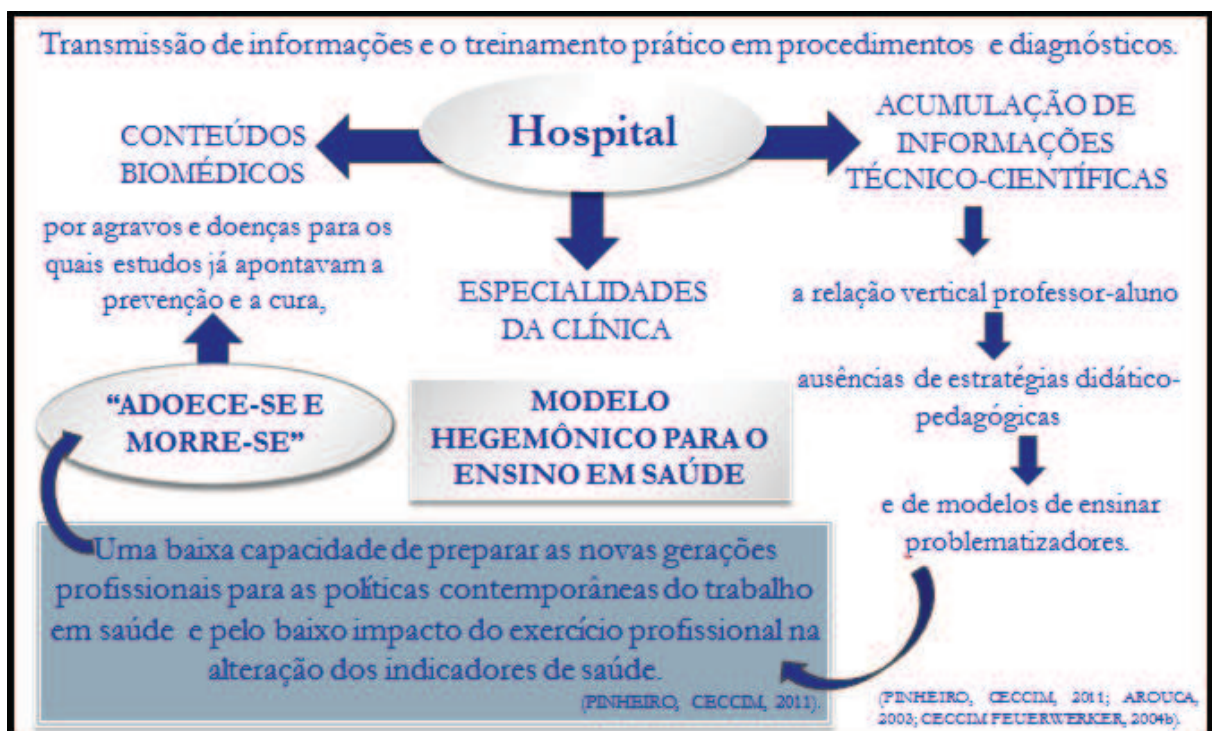 Transmissão de informações e o treinamento prático em procedimentos e diagnósticos.
Hospital
CONTEÚDOS
BIOMÉDICOS
por agravos e doenças para os
quais estudos já apontavam a
prevenção e a cura,
"ADOECE-SE E
MORRE-SE"
ESPECIALIDADES
DA CLÍNICA
MODELO
HEGEMÔNICO PARA O
ENSINO EM SAÚDE
ACUMULAÇÃO DE
INFORMAÇÕES
TÉCNICO-CIENTÍFICAS
a relação vertical professor-aluno
ausências de estratégias didático-
pedagógicas
e de modelos de ensinar
problematizadores.
Uma baixa capacidade de preparar as novas gerações
profissionais para as políticas contemporâneas do trabalho
em saúde e pelo baixo impacto do exercício profissional na
alteração dos indicadores de saúde.
(PINHEIRO, CECCIM, 2011).
(PINHEIRO, CECCIM, 2011; AROUCA,
2003; CECCIM FEUERWERKER, 2004b).